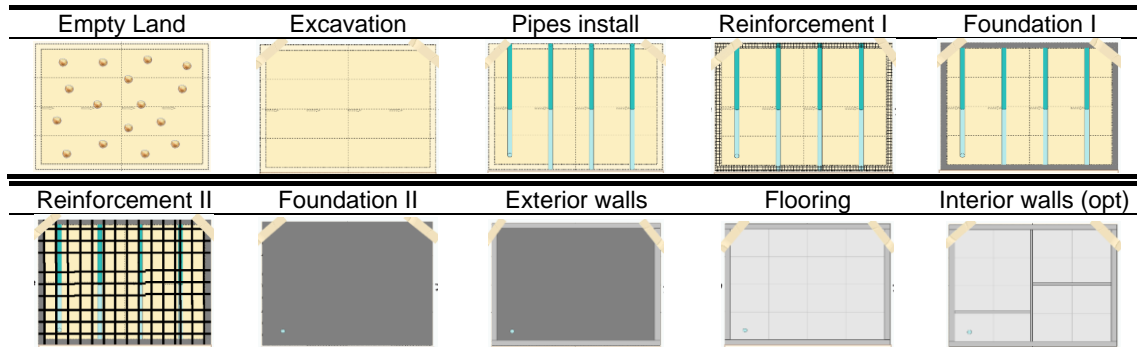 Empty Land Excavation Pipes install Reinforcement I Foundation I
Reinforcement II Foundation II Exterior walls Flooring Interior walls (opt)